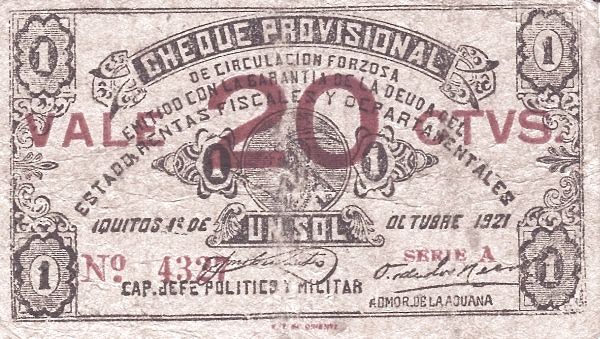 1 CHEQUE PROVISIONAL 1
DE CIRCULACION FORZOSA
EMITIDO CON LA GARANTIA DE LA DEUDA DEL
ESTADO, RENTAS FISCALES Y DEPARTAMENTALES
VALE 20 CTVS
1 1
IQUITOS 1º DE OCTUBRE 1921
UN SOL
Nº 4327 SERIE A
1 1
CAP. JEFE POLITICO Y MILITAR
ADMOR. DE LA ADUANA